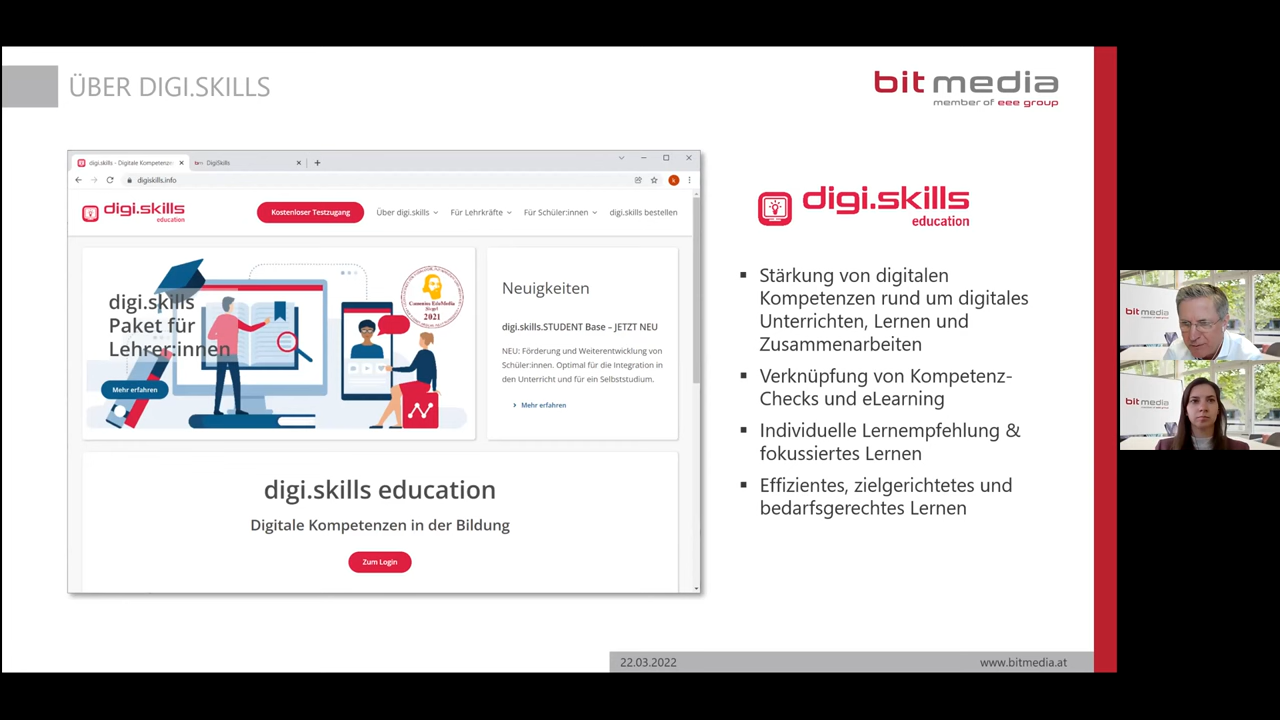 ÜBER DIGI.SKILLS
bit media
member of eee group
digi.skills - Digitale Kompetenzen
DigiSkills
digiskills.info
digi.skills
education
Kostenloser Testzugang
Über digi.skills
Für Lehrkräfte
Für Schüler:innen
digi.skills bestellen
digi.skills
Paket für
Lehrer:innen
Mehr erfahren
Comenius EduMedia
Siegel
2021
Neuigkeiten
digi.skills.STUDENT Base – JETZT NEU
NEU: Förderung und Weiterentwicklung von
Schüler:innen. Optimal für die Integration in
den Unterricht und für ein Selbststudium.
Mehr erfahren
digi.skills education
Digitale Kompetenzen in der Bildung
Zum Login
digi.skills
education
Stärkung von digitalen
Kompetenzen rund um digitales
Unterrichten, Lernen und
Zusammenarbeiten
Verknüpfung von Kompetenz-
Checks und eLearning
Individuelle Lernempfehlung &
fokussiertes Lernen
Effizientes, zielgerichtetes und
bedarfsgerechtes Lernen
22.03.2022
www.bitmedia.at
bit media
bit media